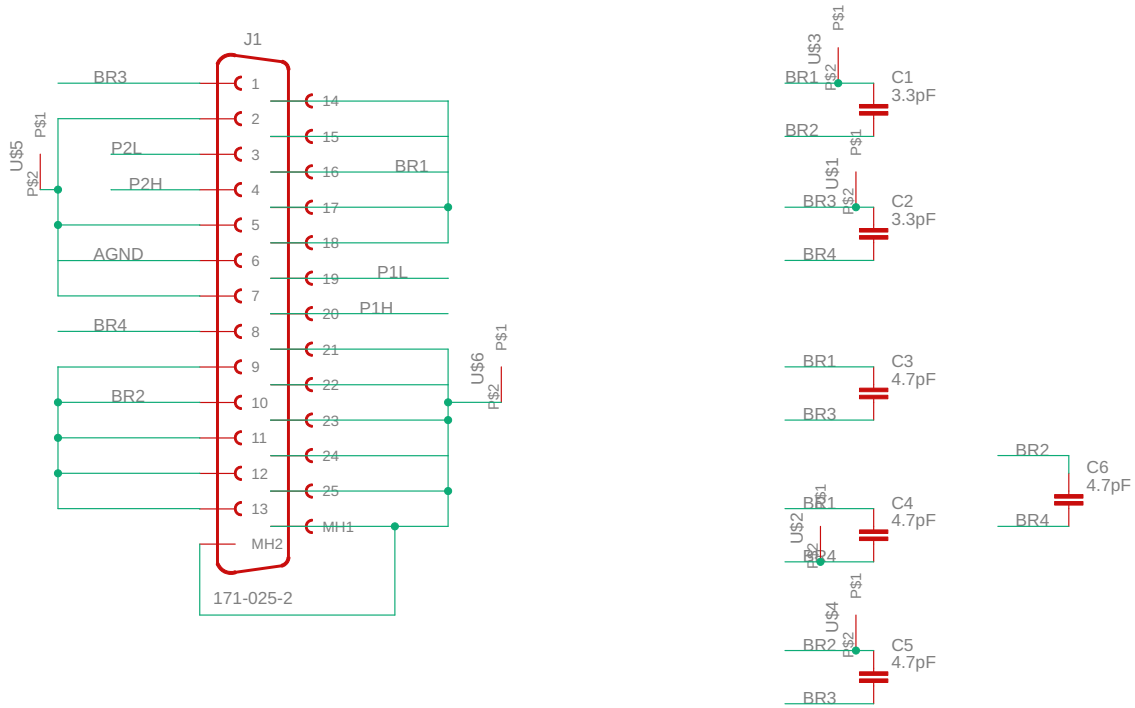 J1
BR3
1
14
2
15
P2L
3
16
BR1
P2H
4
17
5
18
AGND
6
19
P1L
7
20
P1H
BR4
8
21
9
22
BR2
10
23
11
24
12
25
13
MH1
MH2
171-025-2
U$5
P$1
P$2
U$6
P$1
P$2
U$3
P$1
P$2
BR1
C1
3.3pF
BR2
U$1
P$1
P$2
BR3
C2
3.3pF
BR4
BR1
C3
4.7pF
BR3
BR2
C6
4.7pF
BR4
BR1
P$1
C4
4.7pF
U$2
P$2
BR4
U$4
P$1
P$2
BR2
C5
4.7pF
BR3